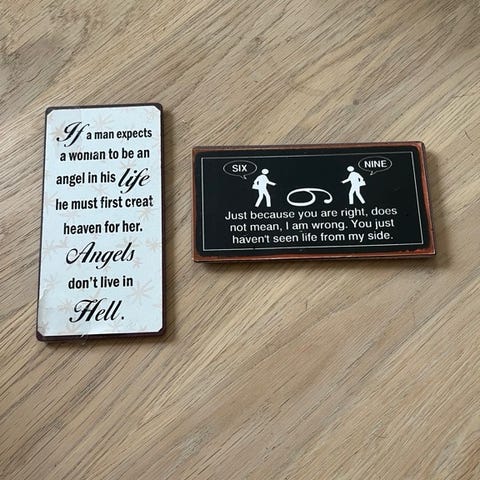 If a man expects
a woman to be an
angel in his life
he must first creat
heaven for her.
Angels
don't live in
Hell.
SIX
NINE
6
Just because you are right, does
not mean, I am wrong. You just
haven't seen life from my side.